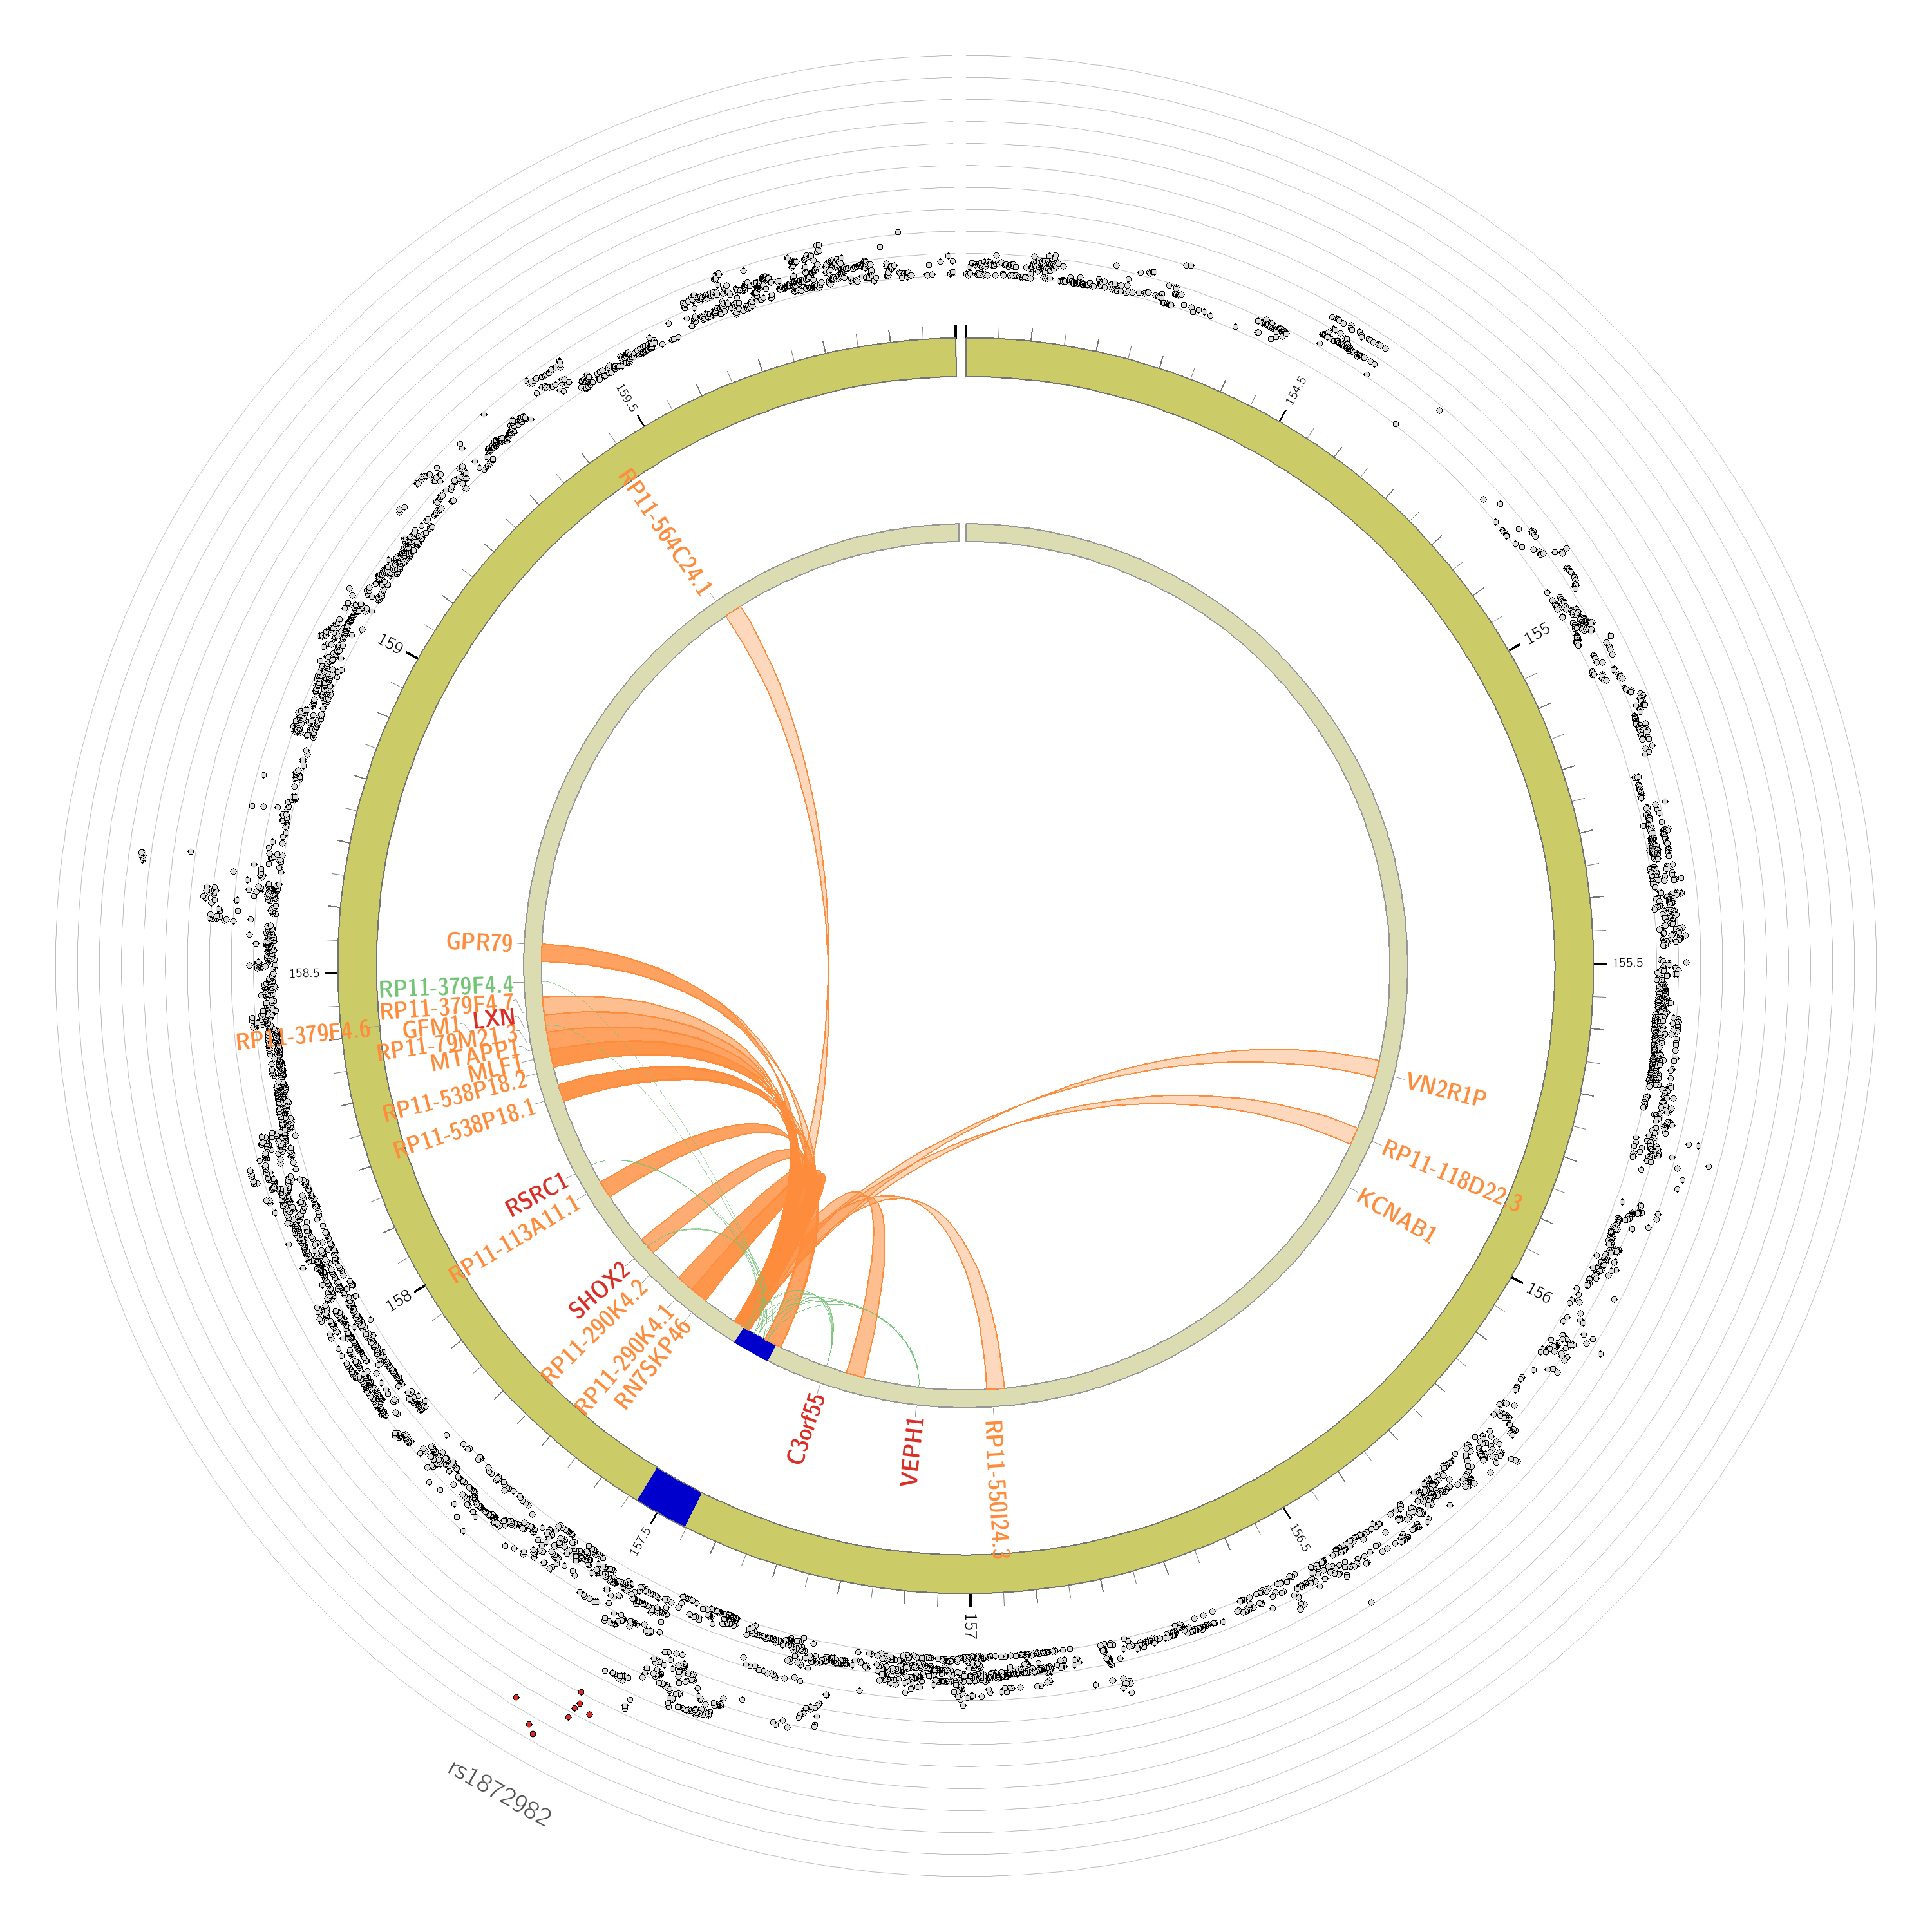 159.5
154.5
RP11-564C24.1
159
155
GPR79
158.5
155.5
RP11-379F4.4
RP11-379F4.7
LXN
GFM1
RP11-379F4.6
RP11-79M21.3
MTAPP1
MLF1
RP11-538P18.2
RP11-538P18.1
VN2R1P
RP11-118D22.3
RSRC1
RP11-113A11.1
KCNAB1
SHOX2
RP11-290K4.2
158
156
RP11-290K4.1
RN7SKP46
C3orf55
VEPH1
RP11-550I24.3
157.5
156.5
157
rs1872982